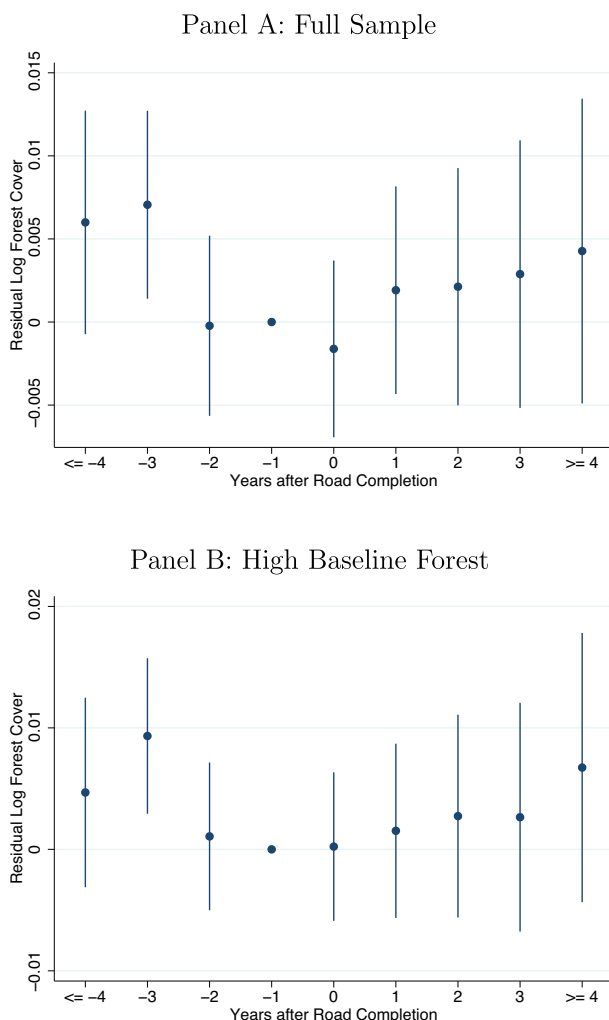 Panel A: Full Sample
0.015
0.01
0.005
0
−0.005
Residual Log Forest Cover
<= −4 −3 −2 −1 0 1 2 3 >= 4
Years after Road Completion
Panel B: High Baseline Forest
0.02
0.01
0
−0.01
Residual Log Forest Cover
<= −4 −3 −2 −1 0 1 2 3 >= 4
Years after Road Completion